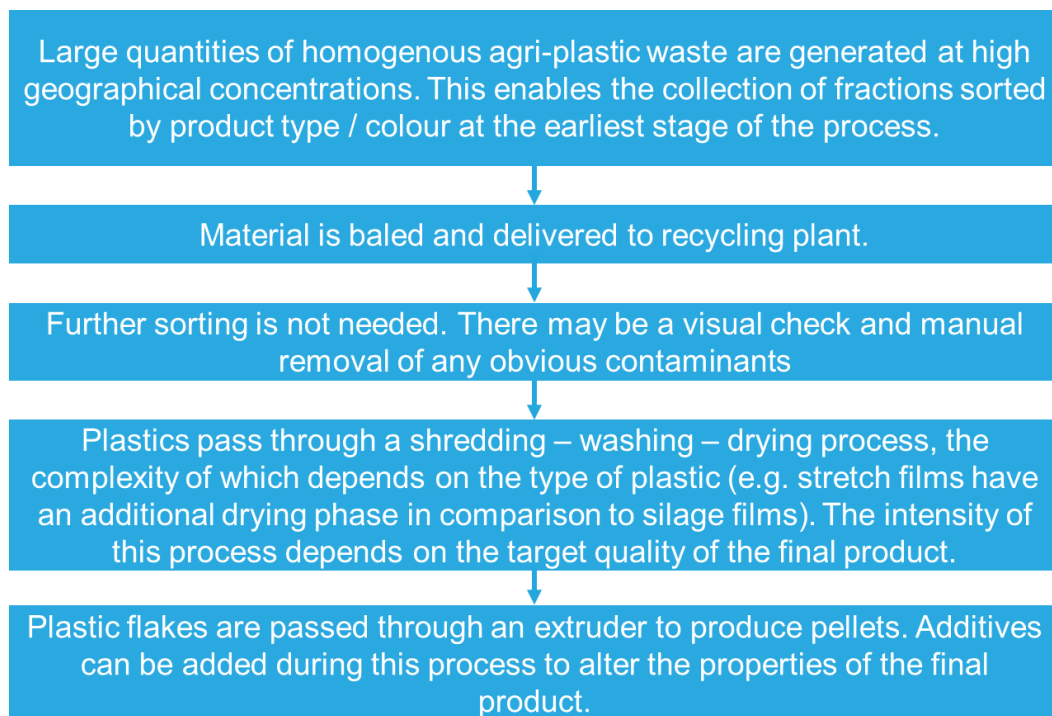 Large quantities of homogenous agri-plastic waste are generated at high
geographical concentrations. This enables the collection of fractions sorted
by product type / colour at the earliest stage of the process.
Material is baled and delivered to recycling plant.
Further sorting is not needed. There may be a visual check and manual
removal of any obvious contaminants
Plastics pass through a shredding – washing – drying process, the
complexity of which depends on the type of plastic (e.g. stretch films have
an additional drying phase in comparison to silage films). The intensity of
this process depends on the target quality of the final product.
Plastic flakes are passed through an extruder to produce pellets. Additives
can be added during this process to alter the properties of the final
product.